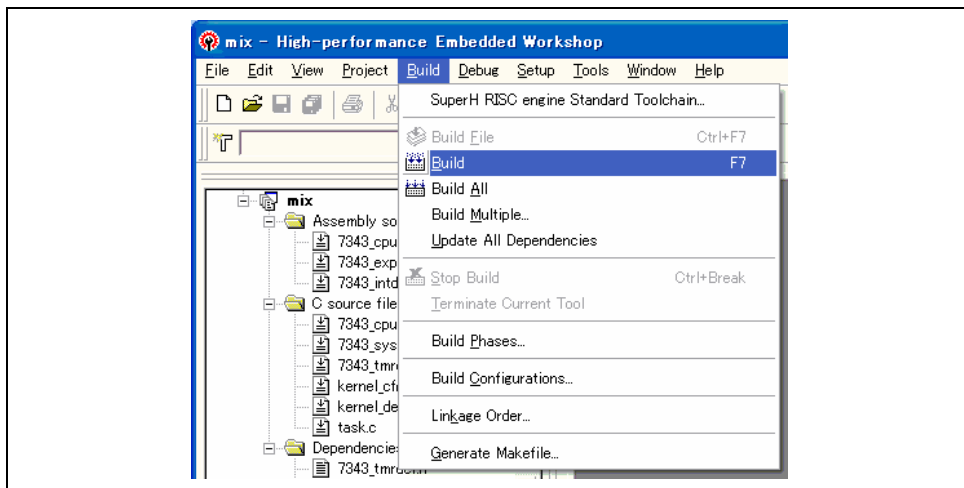 mix - High-performance Embedded Workshop
File Edit View Project Build Debug Setup Tools Window Help
SuperH RISC engine Standard Toolchain...
Build File Ctrl+F7
Build F7
Build All
Build Multiple...
Update All Dependencies
Stop Build Ctrl+Break
Terminate Current Tool
Build Phases...
Build Configurations...
Linkage Order...
Generate Makefile...
mix
Assembly so
7343_cpu
7343_exp
7343_intd
C source file
7343_cpu
7343_sys
7343_tmr
kernel_cf
kernel_de
task.c
Dependencie